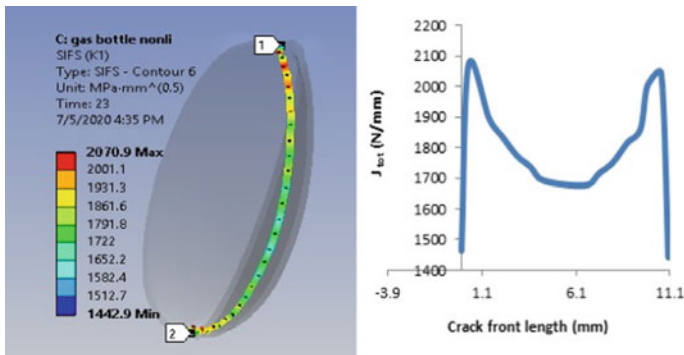 C: gas bottle nonli
SIFS (K1)
Type: SIFS - Contour 6
Unit: MPa·mm^(0.5)
Time: 23
7/5/2020 4:35 PM
2070.9 Max
2001.1
1931.3
1861.6
1791.8
1722
1652.2
1582.4
1512.7
1442.9 Min
1
2
2200
2100
2000
1900
1800
1700
1600
1500
1400
J tot (N/mm)
-3.9 1.1 6.1 11.1
Crack front length (mm)